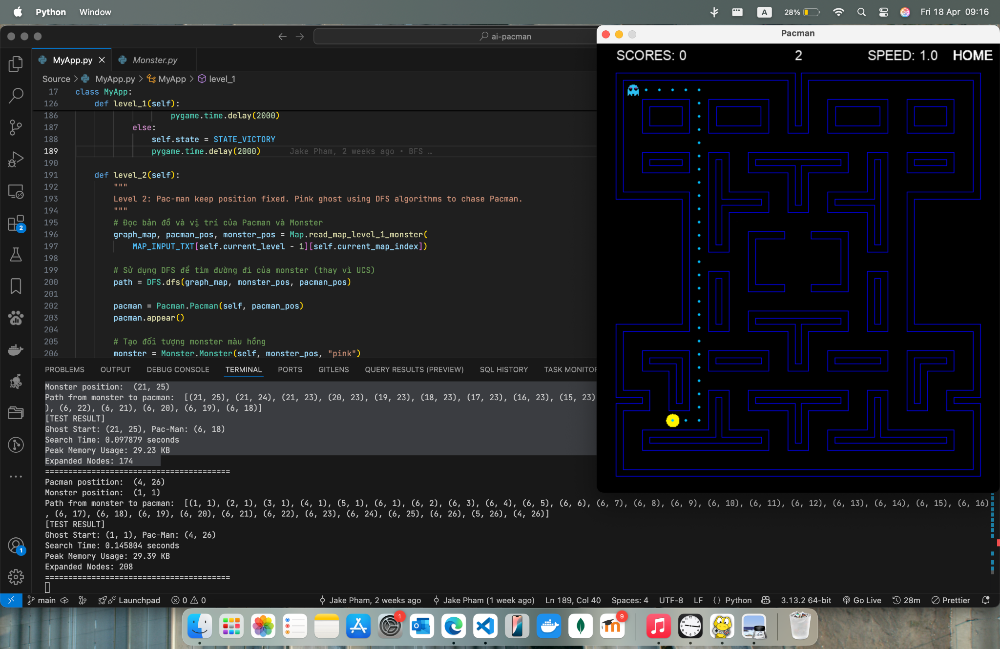 Python Window
A 28% Fri 18 Apr 09:16
ai-pacman
MyApp.py Monster.py
Source > MyApp.py > MyApp > level_1
17 class MyApp:
126 def level_1(self):
186 pygame.time.delay(2000)
187 else:
188 self.state = STATE_VICTORY
189 pygame.time.delay(2000) Jake Pham, 2 weeks ago • BFS …
190
191 def level_2(self):
192 """
193 Level 2: Pac-man keep position fixed. Pink ghost using DFS algorithms to chase Pacman.
194 """
195 # Đọc bản đồ và vị trí của Pacman và Monster
196 graph_map, pacman_pos, monster_pos = Map.read_map_level_1_monster(
197 MAP_INPUT_TXT[self.current_level - 1][self.current_map_index])
198
199 # Sử dụng DFS để tìm đường đi của monster (thay vì UCS)
200 path = DFS.dfs(graph_map, monster_pos, pacman_pos)
201
202 pacman = Pacman.Pacman(self, pacman_pos)
203 pacman.appear()
204
205 # Tạo đối tượng monster màu hồng
206 monster = Monster.Monster(self, monster_pos, "pink")
PROBLEMS OUTPUT DEBUG CONSOLE TERMINAL PORTS GITLENS QUERY RESULTS (PREVIEW) SQL HISTORY TASK MONITOR
Monster position:  (21, 25)
Path from monster to pacman:  [(21, 25), (21, 24), (21, 23), (20, 23), (19, 23), (18, 23), (17, 23), (16, 23), (15, 23)
), (6, 22), (6, 21), (6, 20), (6, 19), (6, 18)]
[TEST RESULT]
Ghost Start: (21, 25), Pac-Man: (6, 18)
Search Time: 0.097879 seconds
Peak Memory Usage: 29.23 KB
Expanded Nodes: 174
=======================================
Pacman postition:  (4, 26)
Monster position:  (1, 1)
Path from monster to pacman:  [(1, 1), (2, 1), (3, 1), (4, 1), (5, 1), (6, 1), (6, 2), (6, 3), (6, 4), (6, 5), (6, 6), (6, 7), (6, 8), (6, 9), (6, 10), (6, 11), (6, 12), (6, 13), (6, 14), (6, 15), (6, 16)
, (6, 17), (6, 18), (6, 19), (6, 20), (6, 21), (6, 22), (6, 23), (6, 24), (6, 25), (6, 26), (5, 26), (4, 26)]
[TEST RESULT]
Ghost Start: (1, 1), Pac-Man: (4, 26)
Search Time: 0.145804 seconds
Peak Memory Usage: 29.39 KB
Expanded Nodes: 208
=======================================
2
1
main Launchpad 0 0 Jake Pham, 2 weeks ago Jake Pham (1 week ago) Ln 189, Col 40 Spaces: 4 UTF-8 LF {} Python 3.13.2 64-bit Go Live 28m Prettier
Pacman
SCORES: 0 2 SPEED: 1.0 HOME
1 9
m